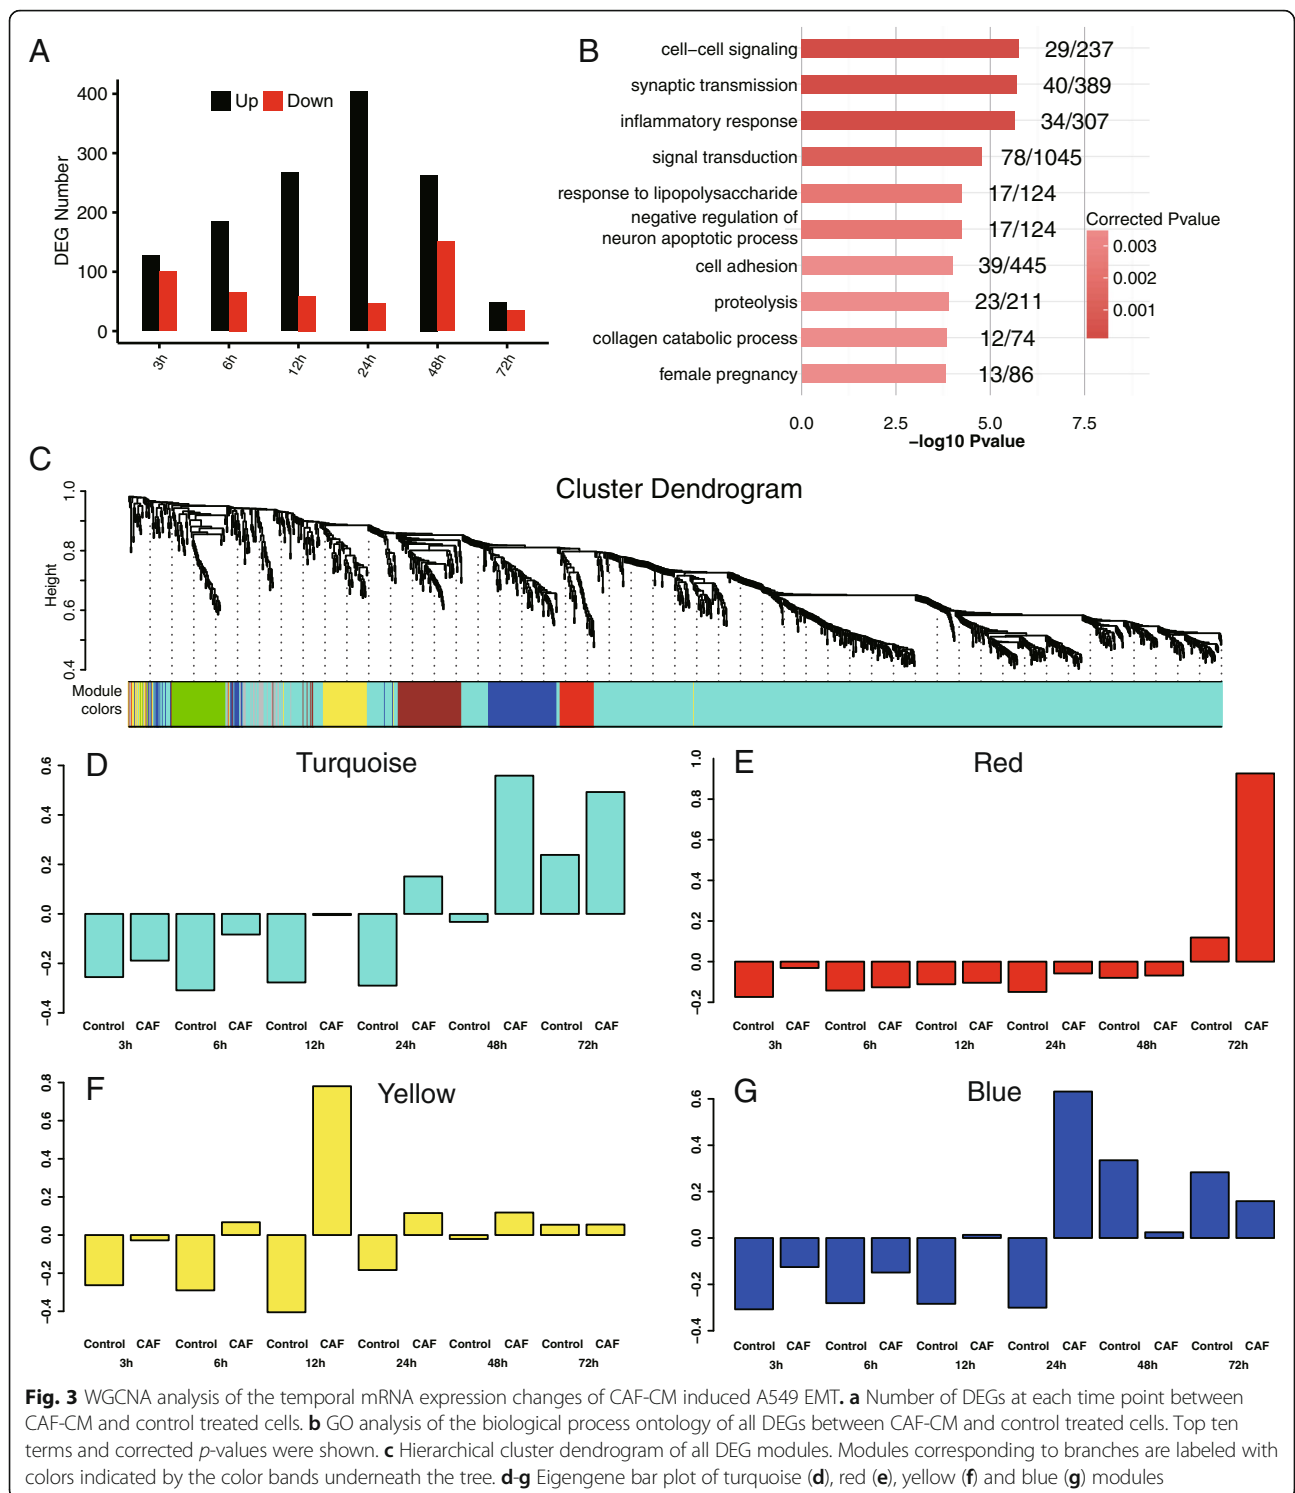 A
DEG Number
400
300
200
100
0
Up Down
3h 6h 12h 24h 48h 72h
B
cell–cell signaling 29/237
synaptic transmission 40/389
inflammatory response 34/307
signal transduction 78/1045
response to lipopolysaccharide 17/124
negative regulation of
neuron apoptotic process 17/124
cell adhesion 39/445
proteolysis 23/211
collagen catabolic process 12/74
female pregnancy 13/86
Corrected Pvalue
0.003
0.002
0.001
0.0 2.5 5.0 7.5
–log10 Pvalue
C
Cluster Dendrogram
Height
1.0
0.8
0.6
0.4
Module
colors
D
Turquoise
0.6
0.4
0.2
0.0
−0.2
−0.4
Control CAF Control CAF Control CAF Control CAF Control CAF Control CAF
3h 6h 12h 24h 48h 72h
E
Red
1.0
0.8
0.6
0.4
0.2
0.0
−0.2
Control CAF Control CAF Control CAF Control CAF Control CAF Control CAF
3h 6h 12h 24h 48h 72h
F
Yellow
0.8
0.6
0.4
0.2
0.0
−0.2
−0.4
Control CAF Control CAF Control CAF Control CAF Control CAF Control CAF
3h 6h 12h 24h 48h 72h
G
Blue
0.6
0.4
0.2
0.0
−0.2
−0.4
Control CAF Control CAF Control CAF Control CAF Control CAF Control CAF
3h 6h 12h 24h 48h 72h
Fig. 3 WGCNA analysis of the temporal mRNA expression changes of CAF-CM induced A549 EMT. a Number of DEGs at each time point between
CAF-CM and control treated cells. b GO analysis of the biological process ontology of all DEGs between CAF-CM and control treated cells. Top ten
terms and corrected p-values were shown. c Hierarchical cluster dendrogram of all DEG modules. Modules corresponding to branches are labeled with
colors indicated by the color bands underneath the tree. d-g Eigengene bar plot of turquoise (d), red (e), yellow (f) and blue (g) modules